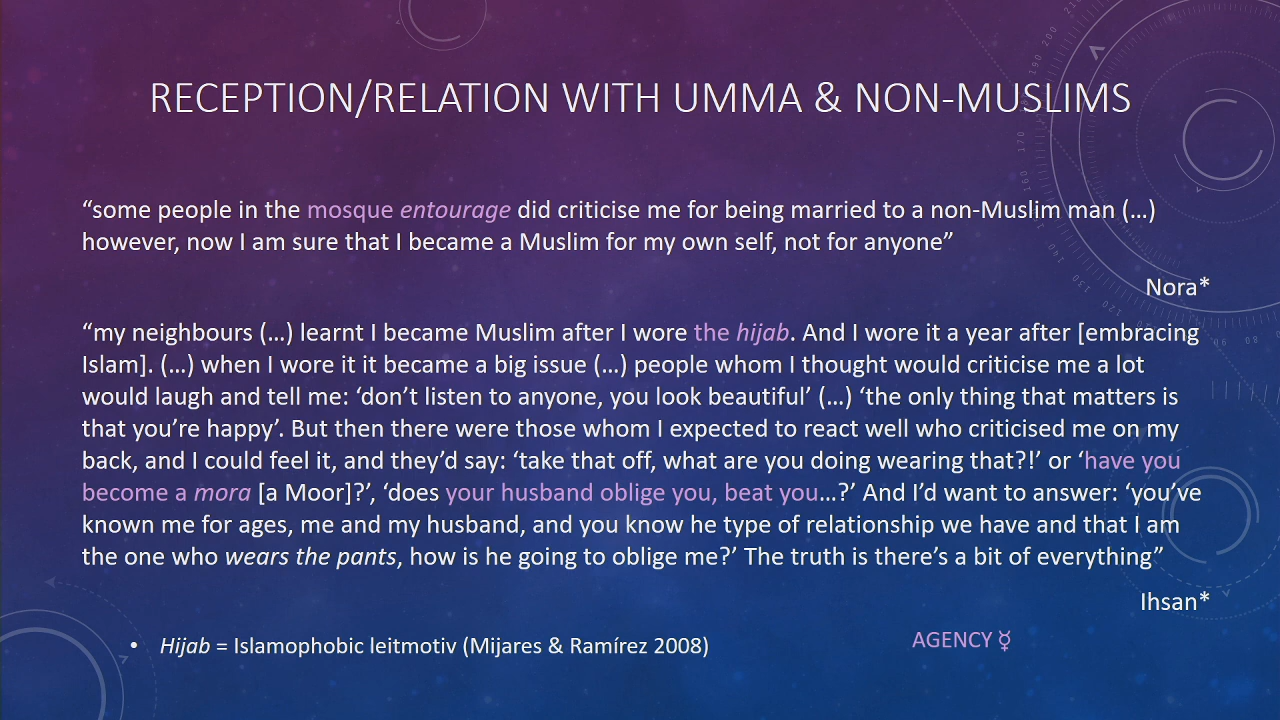 RECEPTION/RELATION WITH UMMA & NON-MUSLIMS
“some people in the mosque entourage did criticise me for being married to a non-Muslim man (…)
however, now I am sure that I became a Muslim for my own self, not for anyone”
Nora*
“my neighbours (…) learnt I became Muslim after I wore the hijab. And I wore it a year after [embracing
Islam]. (…) when I wore it it became a big issue (…) people whom I thought would criticise me a lot
would laugh and tell me: ‘don’t listen to anyone, you look beautiful’ (…) ‘the only thing that matters is
that you’re happy’. But then there were those whom I expected to react well who criticised me on my
back, and I could feel it, and they’d say: ‘take that off, what are you doing wearing that?!’ or ‘have you
become a mora [a Moor]?’, ‘does your husband oblige you, beat you…?’ And I’d want to answer: ‘you’ve
known me for ages, me and my husband, and you know he type of relationship we have and that I am
the one who wears the pants, how is he going to oblige me?’ The truth is there’s a bit of everything”
Ihsan*
• Hijab = Islamophobic leitmotiv (Mijares & Ramírez 2008)
AGENCY ☿